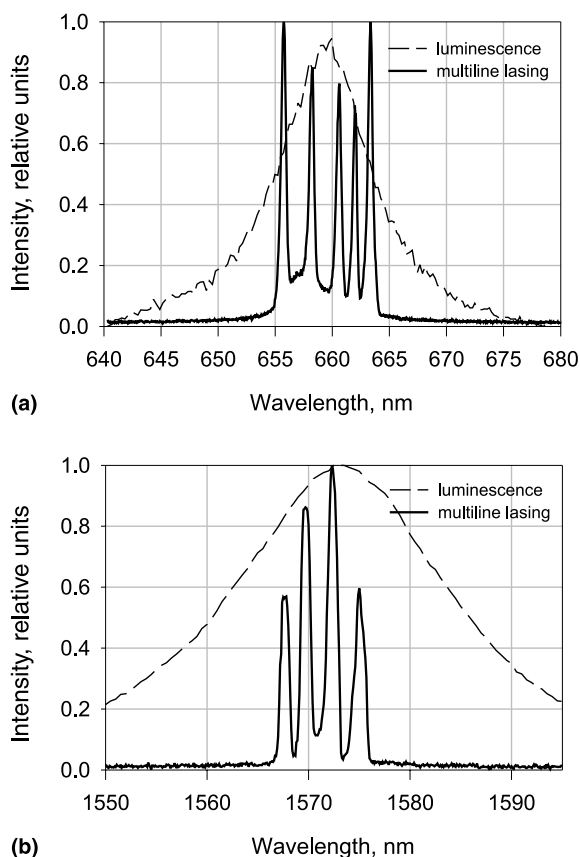 luminescence
multiline lasing
Intensity, relative units
1.0
0.8
0.6
0.4
0.2
0.0
640 645 650 655 660 665 670 675 680
Wavelength, nm
(a)
luminescence
multiline lasing
Intensity, relative units
1.0
0.8
0.6
0.4
0.2
0.0
1550 1560 1570 1580 1590
Wavelength, nm
(b)